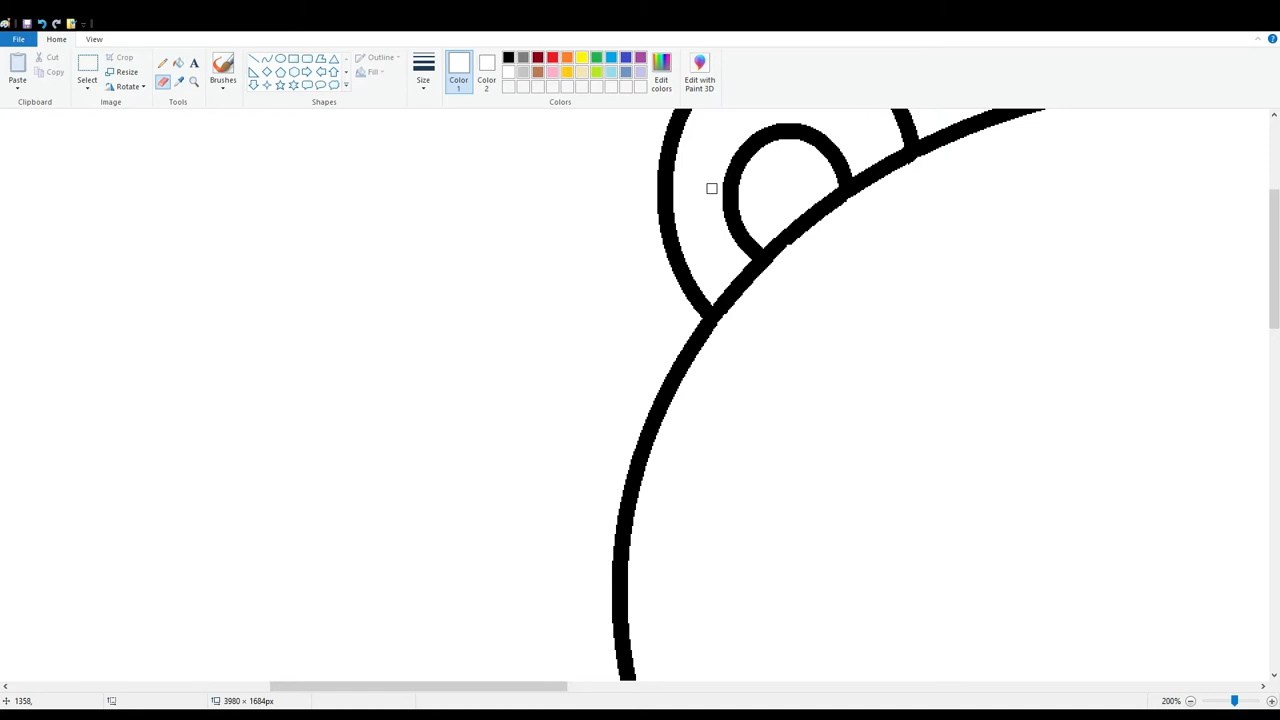 File Home View
Cut
Copy
Paste
Clipboard
Select
Crop
Resize
Rotate
Image
A
Tools
Brushes
Outline
Fill
Shapes
Size
Color 1
Color 2
Edit colors
Colors
Edit with Paint 3D
1358,
3980 × 1684px
200%